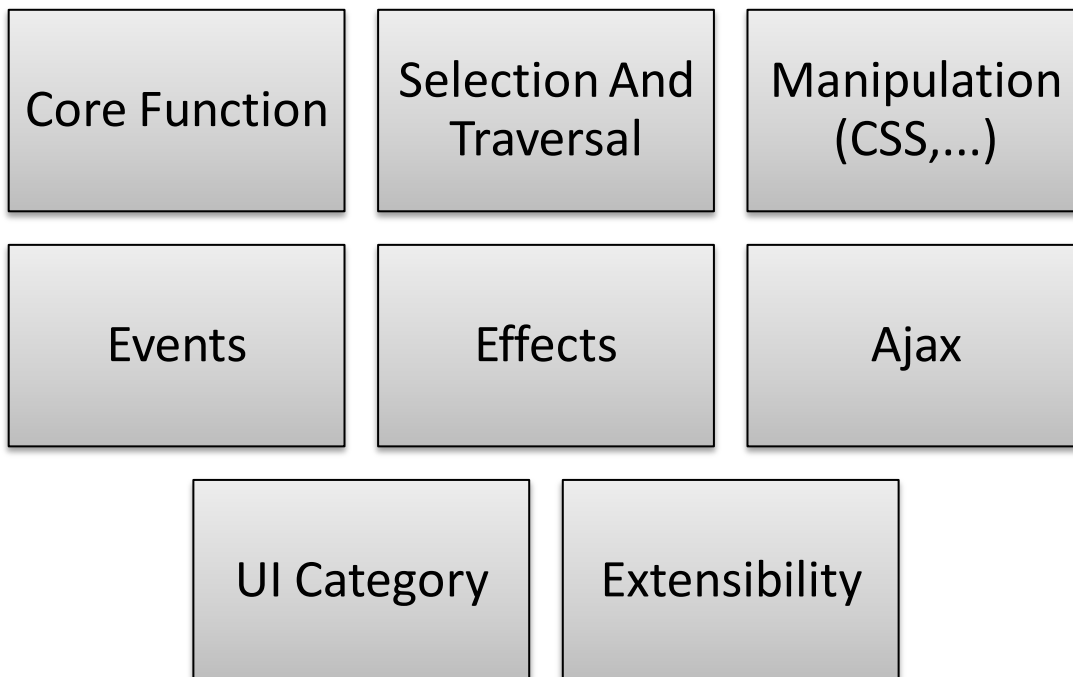 Core Function
Selection And
Traversal
Manipulation
(CSS,...)
Events
Effects
Ajax
UI Category
Extensibility